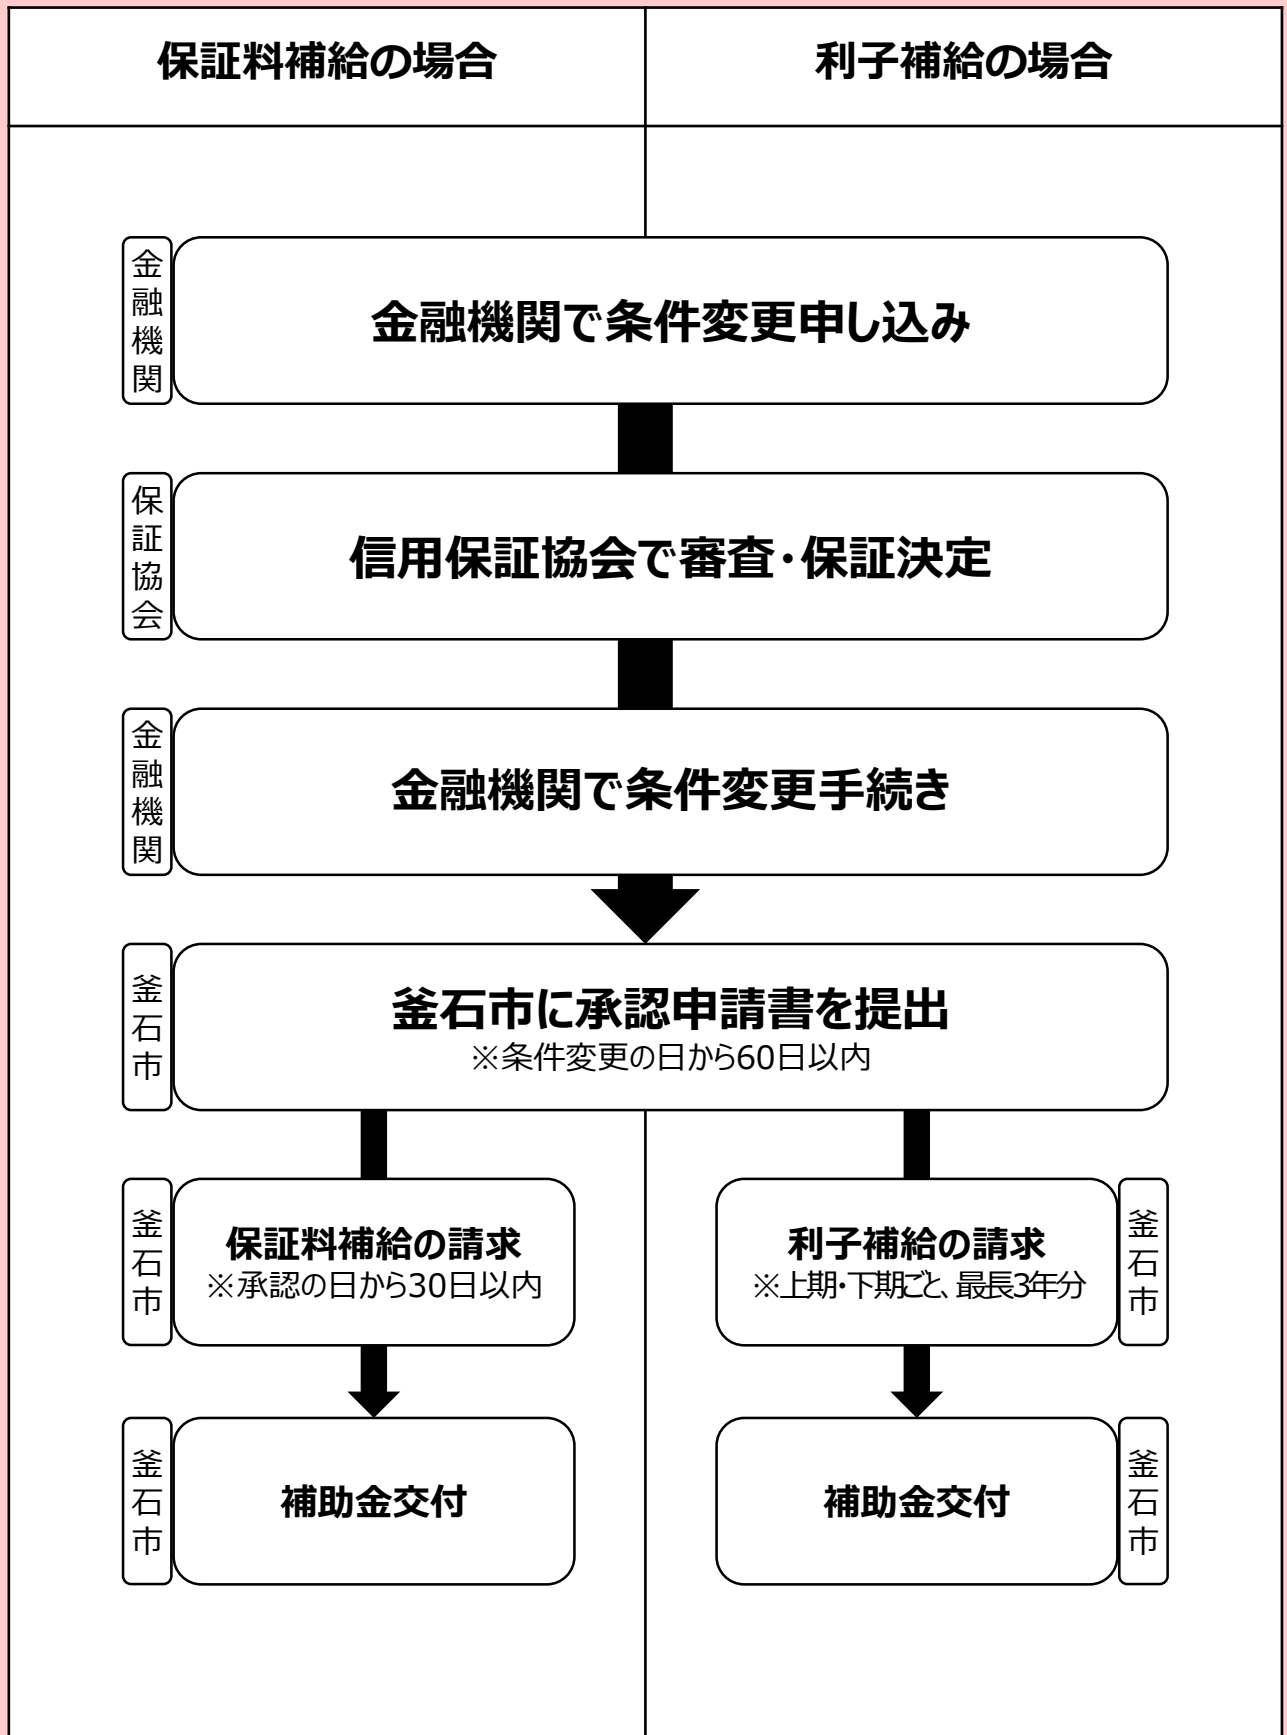 保証料補給の場合
利子補給の場合
金融機関
金融機関で条件変更申し込み
保証協会
信用保証協会で審査・保証決定
金融機関
金融機関で条件変更手続き
釜石市
釜石市に承認申請書を提出
※条件変更の日から60日以内
釜石市
保証料補給の請求
※承認の日から30日以内
利子補給の請求
※上期・下期ごと、最長3年分
釜石市
釜石市
補助金交付
補助金交付
釜石市